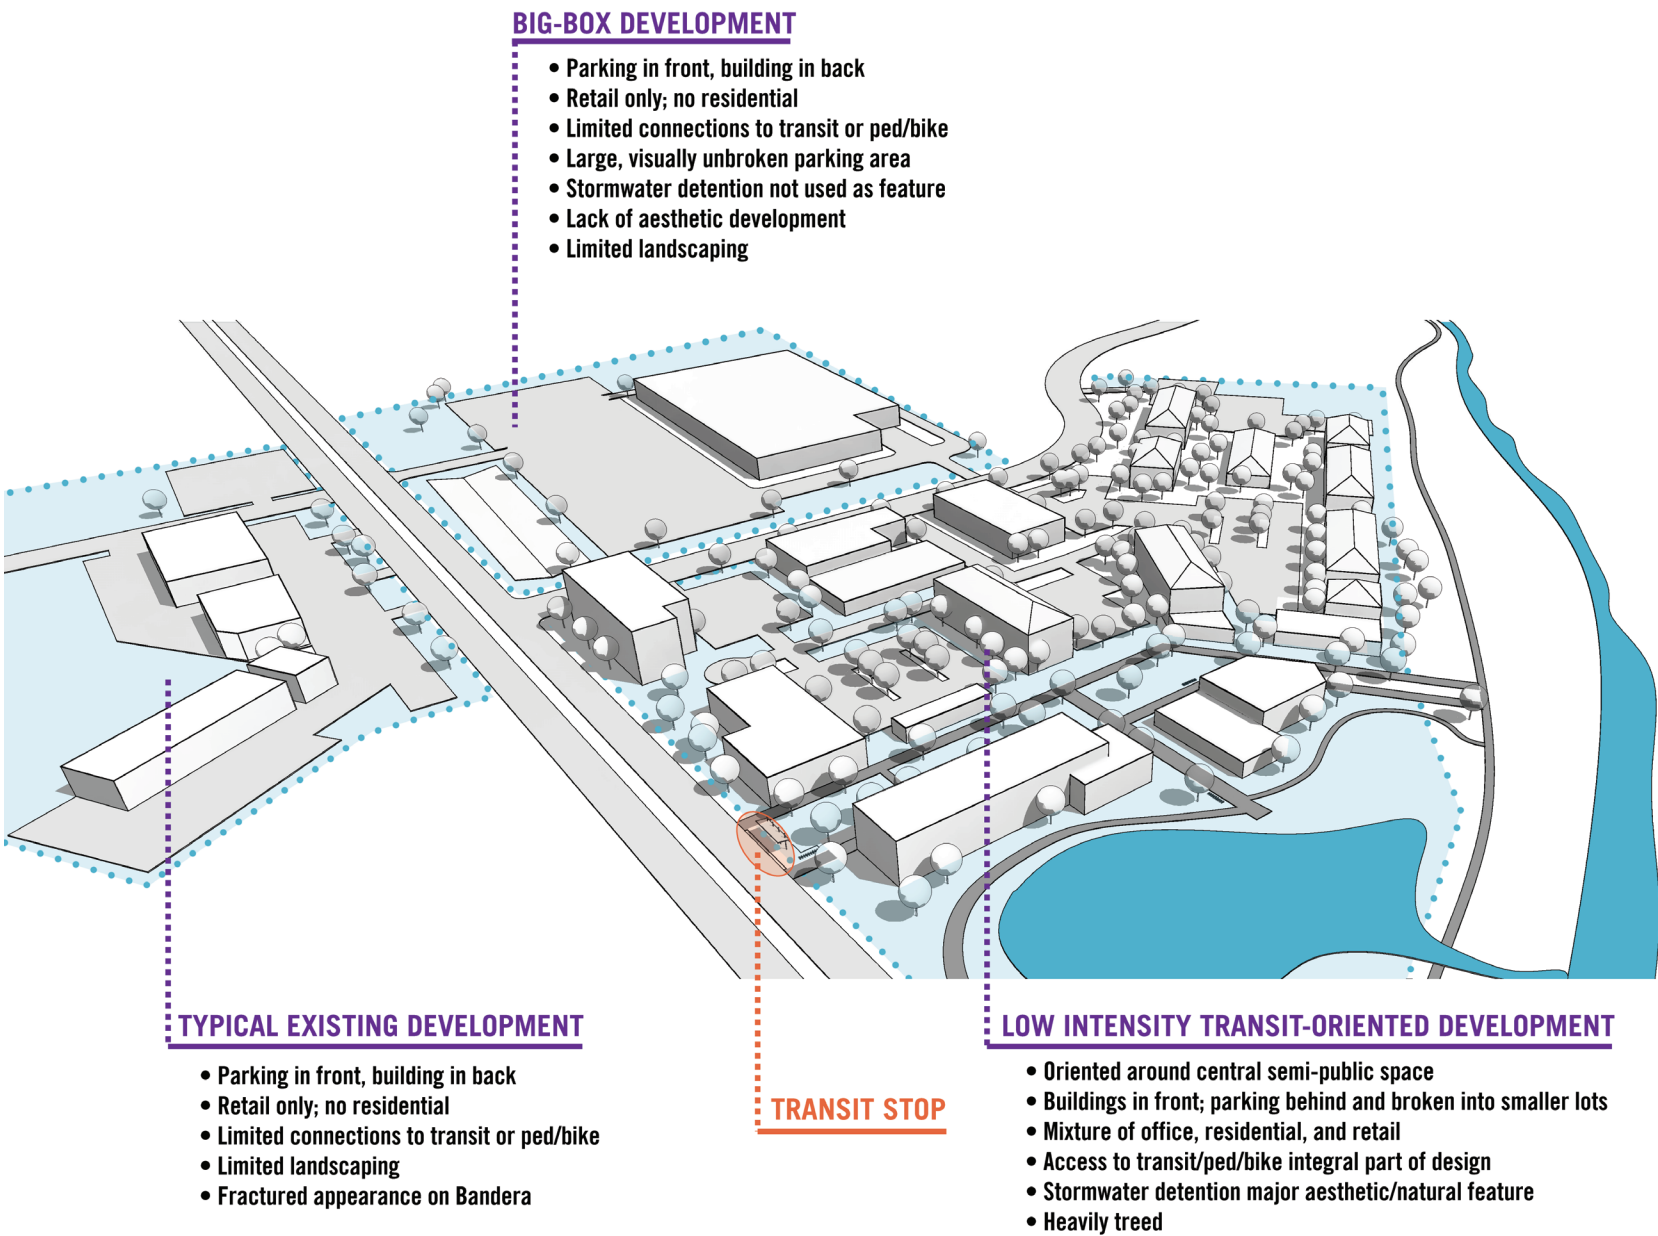 BIG-BOX DEVELOPMENT
• Parking in front, building in back
• Retail only; no residential
• Limited connections to transit or ped/bike
• Large, visually unbroken parking area
• Stormwater detention not used as feature
• Lack of aesthetic development
• Limited landscaping
TYPICAL EXISTING DEVELOPMENT
• Parking in front, building in back
• Retail only; no residential
• Limited connections to transit or ped/bike
• Limited landscaping
• Fractured appearance on Bandera
TRANSIT STOP
LOW INTENSITY TRANSIT-ORIENTED DEVELOPMENT
• Oriented around central semi-public space
• Buildings in front; parking behind and broken into smaller lots
• Mixture of office, residential, and retail
• Access to transit/ped/bike integral part of design
• Stormwater detention major aesthetic/natural feature
• Heavily treed